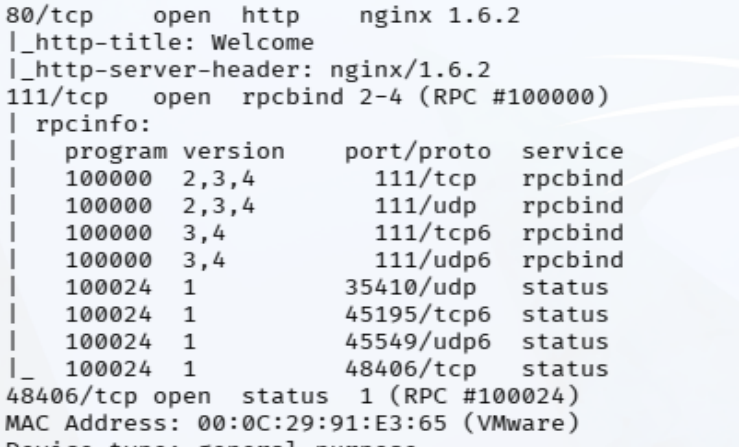 80/tcp    open  http    nginx 1.6.2
|_http-title: Welcome
|_http-server-header: nginx/1.6.2
111/tcp   open  rpcbind 2-4 (RPC #100000)
| rpcinfo:
|   program version    port/proto  service
|   100000  2,3,4        111/tcp   rpcbind
|   100000  2,3,4        111/udp   rpcbind
|   100000  3,4          111/tcp6  rpcbind
|   100000  3,4          111/udp6  rpcbind
|   100024  1          35410/udp   status
|   100024  1          45195/tcp6  status
|   100024  1          45549/udp6  status
|_  100024  1          48406/tcp   status
48406/tcp open  status  1 (RPC #100024)
MAC Address: 00:0C:29:91:E3:65 (VMware)
Device type: general purpose